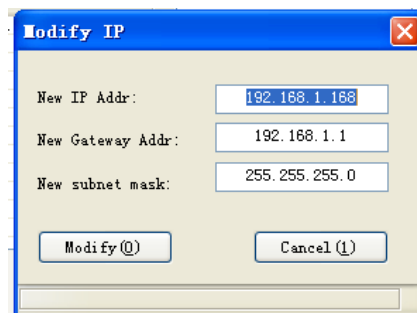 Modify IP
New IP Addr: 192.168.1.168
New Gateway Addr: 192.168.1.1
New subnet mask: 255.255.255.0
Modify(O) Cancel(1)